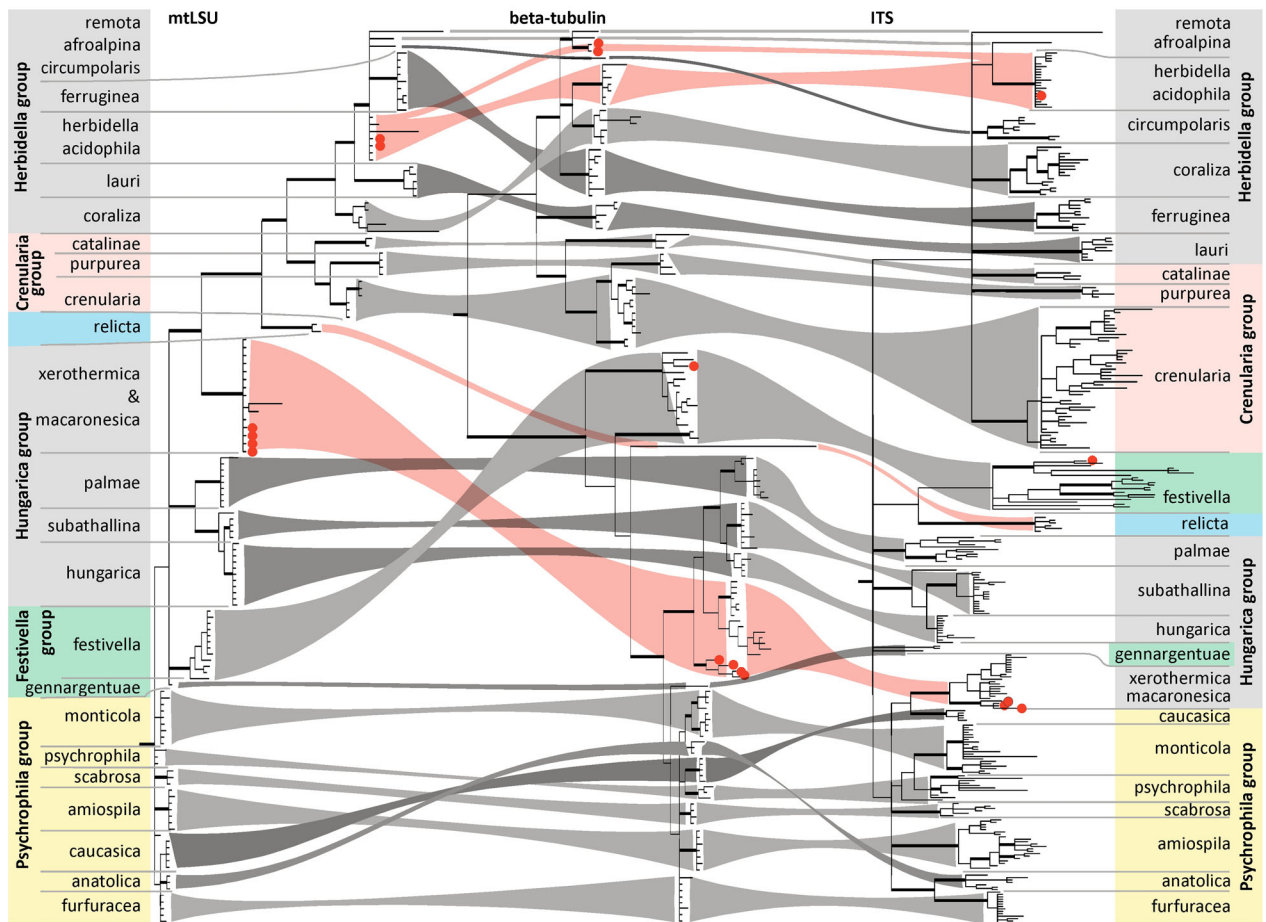 mtLSU
beta-tubulin
ITS
Herbidella group
remota
afroalpina
circumpolaris
ferruginea
herbidella
acidophila
lauri
coraliza
Crenularia
group
catalinae
purpurea
crenularia
relicta
Hungarica group
xerothermica
&
macaronesica
palmae
subathallina
hungarica
Festivella
group
festivella
gennargentuae
Psychrophila group
monticola
psychrophila
scabrosa
amiospila
caucasica
anatolica
furfuracea
remota
afroalpina
herbidella
acidophila
circumpolaris
coraliza
ferruginea
lauri
Herbidella group
catalinae
purpurea
crenularia
Crenularia group
festivella
relicta
palmae
subathallina
hungarica
gennargentuae
xerothermica
macaronesica
Hungarica group
caucasica
monticola
psychrophila
scabrosa
amiospila
anatolica
furfuracea
Psychrophila group